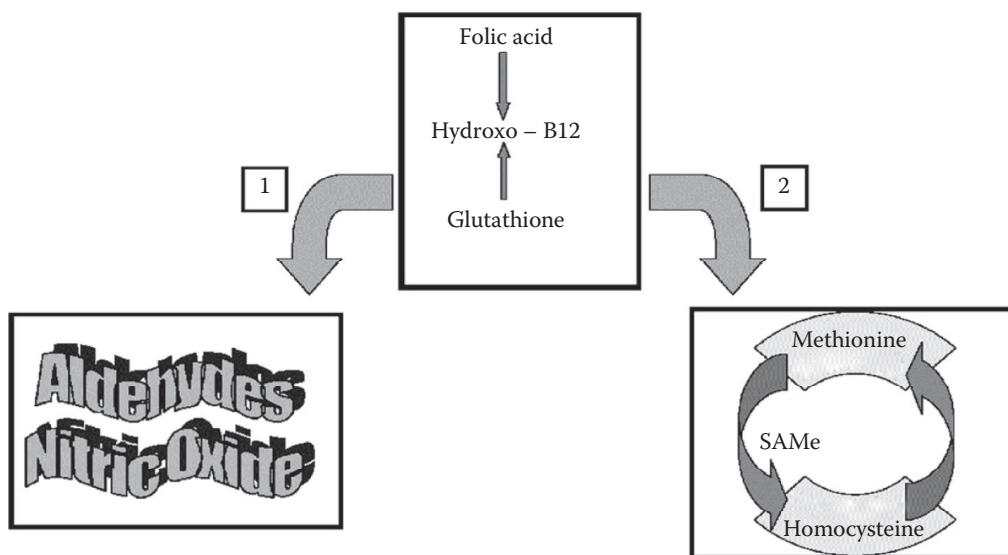 Folic acid
Hydroxo – B12
Glutathione
1
2
Aldehydes
Nitric Oxide
Methionine
SAMe
Homocysteine